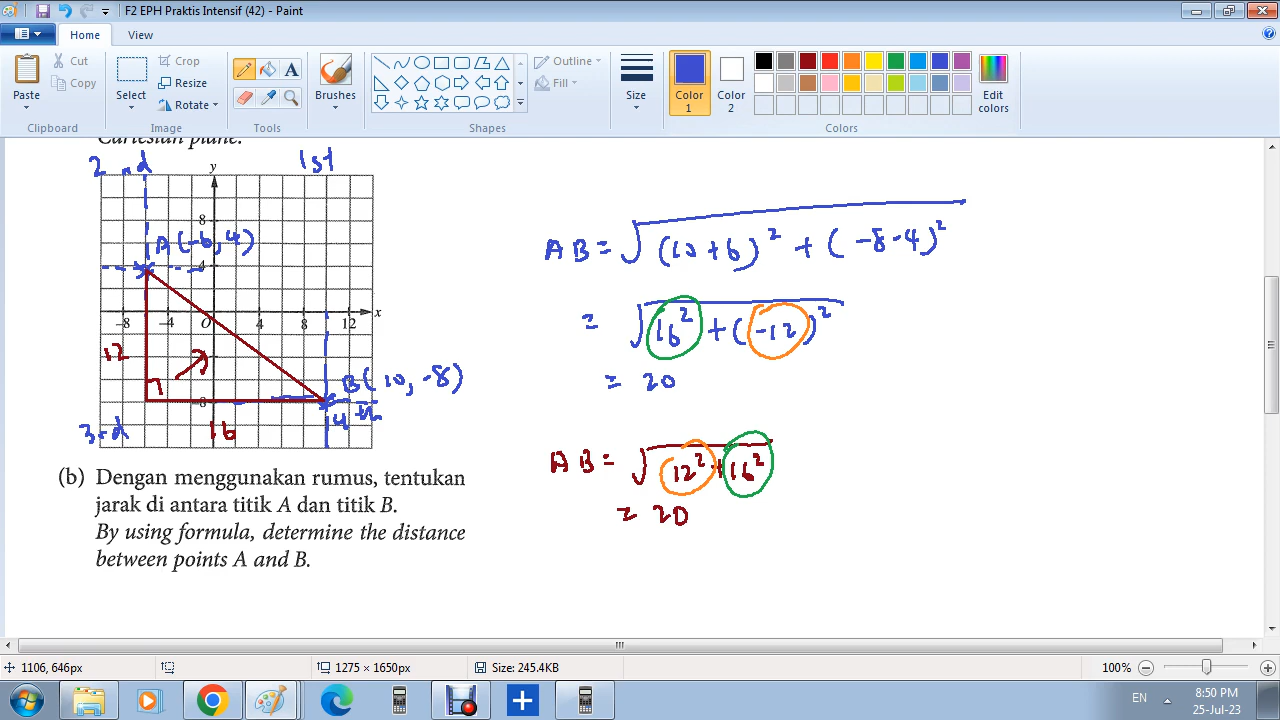 F2 EPH Praktis Intensif (42) - Paint
Home View
Paste
Cut
Copy
Clipboard
Select
Crop
Resize
Rotate
Image
Tools
Brushes
Shapes
Outline
Fill
Size
Color 1
Color 2
Edit colors
Colors
Cartesian plane.
2nd
1st
y
8
A(-6, 4)
4
-8 -4 O 4 8 12 x
12
B(10, -8)
-8
3rd
16
4th
(b) Dengan menggunakan rumus, tentukan
jarak di antara titik A dan titik B.
By using formula, determine the distance
between points A and B.
AB = √(10+6)² + (-8-4)²
= √16² + (-12)²
= 20
AB = √12² + 16²
= 20
1106, 646px
1275 × 1650px
Size: 245.4KB
100%
EN
8:50 PM
25-Jul-23